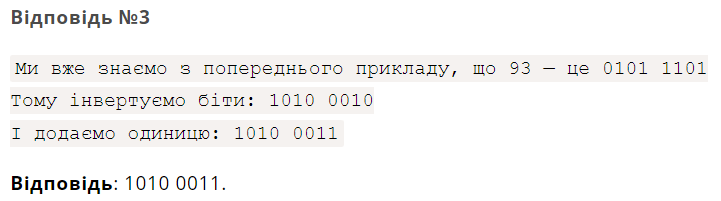 Відповідь №3
Ми вже знаємо з попереднього прикладу, що 93 — це 0101 1101
Тому інвертуємо біти: 1010 0010
І додаємо одиницю: 1010 0011
Відповідь: 1010 0011.